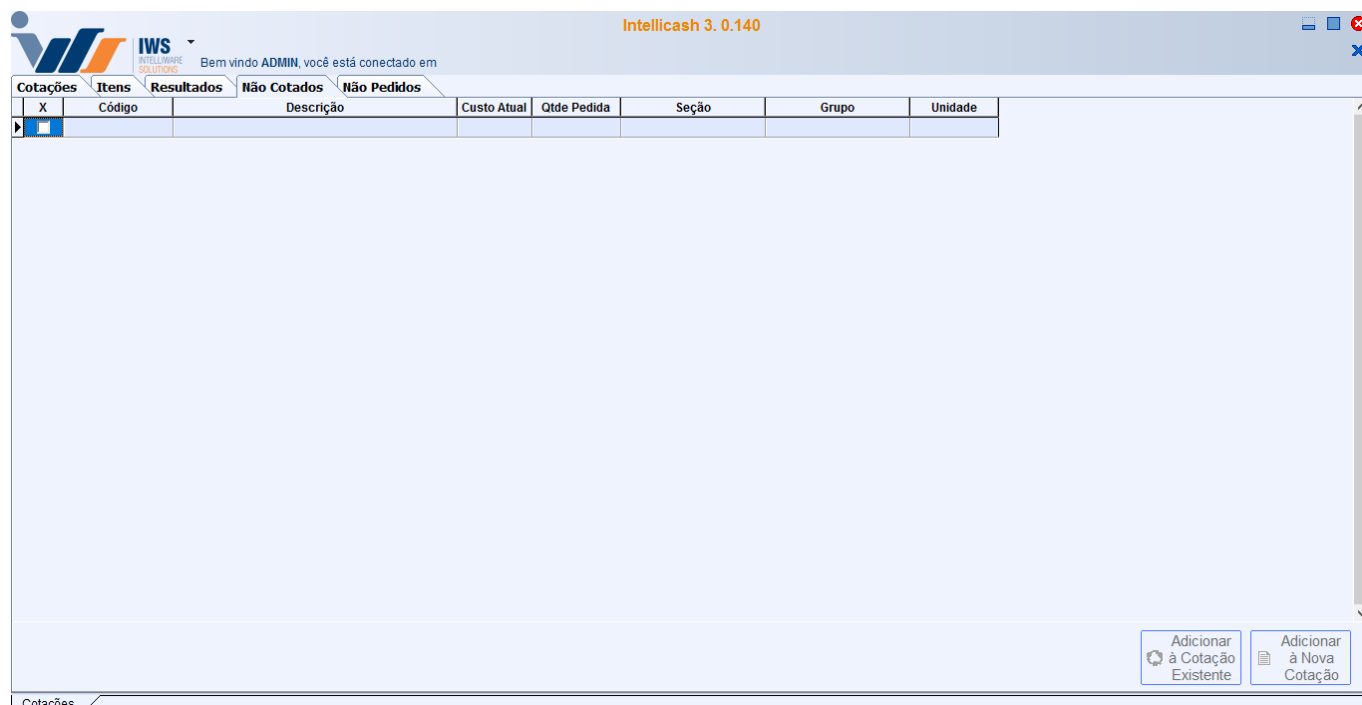 Intellicash 3. 0.140
IWS
INTELLIWARE
SOLUTIONS
Bem vindo ADMIN, você está conectado em
Cotações Itens Resultados Não Cotados Não Pedidos
X Código Descrição Custo Atual Qtde Pedida Seção Grupo Unidade
Adicionar
à Cotação
Existente
Adicionar
à Nova
Cotação
Cotações